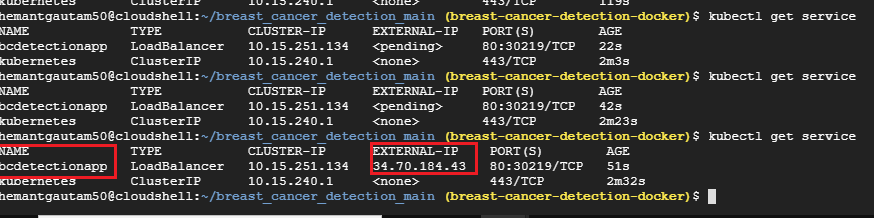 kubernetes ClusterIP 10.15.240.1 <none> 443/TCP 119s
hemantgautam50@cloudshell:~/breast_cancer_detection_main (breast-cancer-detection-docker)$ kubectl get service
NAME TYPE CLUSTER-IP EXTERNAL-IP PORT(S) AGE
bcdetectionapp LoadBalancer 10.15.251.134 <pending> 80:30219/TCP 22s
kubernetes ClusterIP 10.15.240.1 <none> 443/TCP 2m3s
hemantgautam50@cloudshell:~/breast_cancer_detection_main (breast-cancer-detection-docker)$ kubectl get service
NAME TYPE CLUSTER-IP EXTERNAL-IP PORT(S) AGE
bcdetectionapp LoadBalancer 10.15.251.134 <pending> 80:30219/TCP 42s
kubernetes ClusterIP 10.15.240.1 <none> 443/TCP 2m23s
hemantgautam50@cloudshell:~/breast_cancer_detection_main (breast-cancer-detection-docker)$ kubectl get service
NAME TYPE CLUSTER-IP EXTERNAL-IP PORT(S) AGE
bcdetectionapp LoadBalancer 10.15.251.134 34.70.184.43 80:30219/TCP 51s
kubernetes ClusterIP 10.15.240.1 <none> 443/TCP 2m32s
hemantgautam50@cloudshell:~/breast_cancer_detection_main (breast-cancer-detection-docker)$